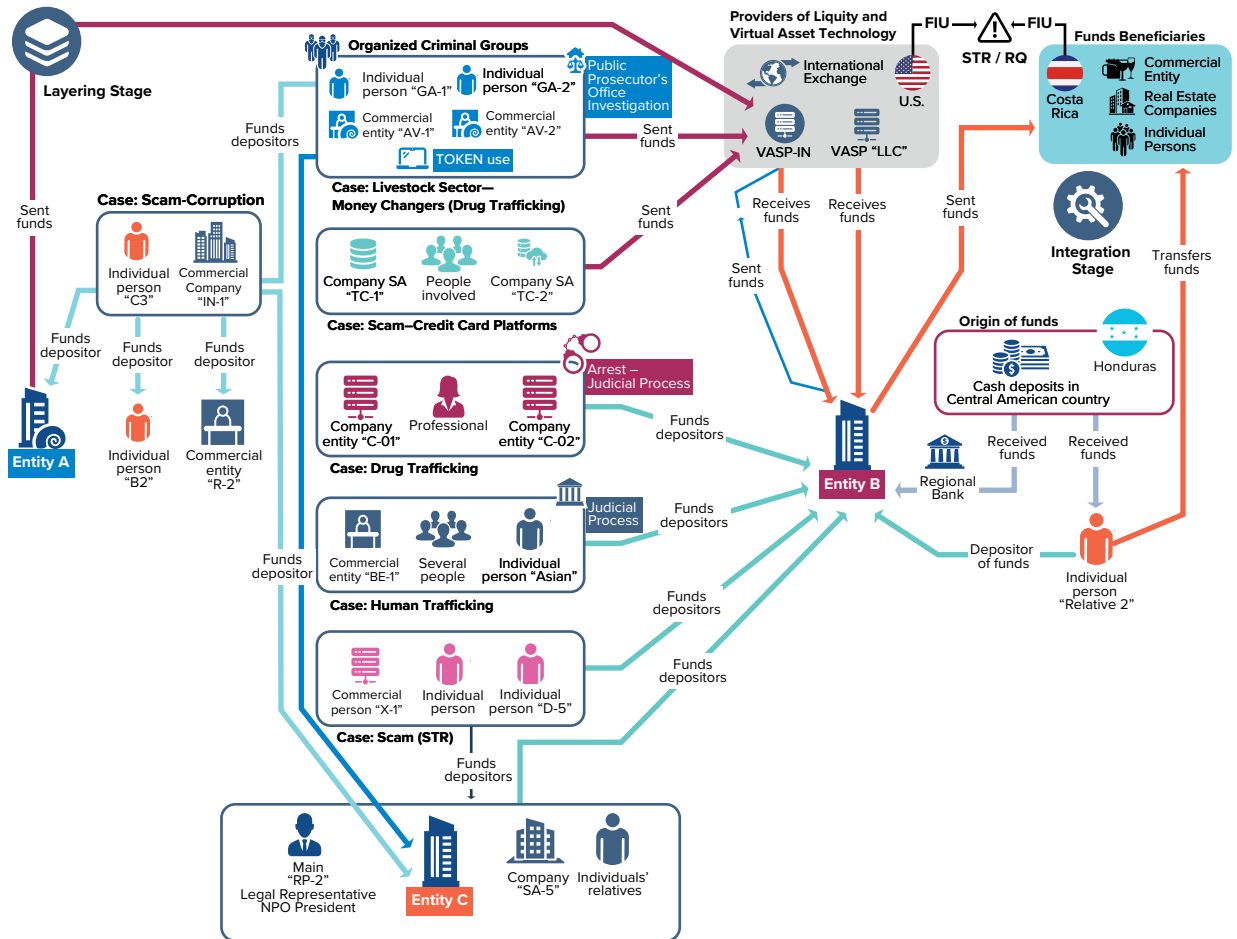 Layering Stage
Organized Criminal Groups
Individual
person “GA-1”
Individual
person “GA-2”
Public
Prosecutor’s
Office
Investigation
Commercial
entity “AV-1”
Commercial
entity “AV-2”
TOKEN use
Case: Livestock Sector—
Money Changers (Drug Trafficking)
Funds
depositors
Sent
funds
Providers of Liquity and
Virtual Asset Technology
International
Exchange
U.S.
VASP-IN
VASP “LLC”
FIU
FIU
STR / RQ
Funds Beneficiaries
Costa
Rica
Commercial
Entity
Real Estate
Companies
Individual
Persons
Sent
funds
Case: Scam-Corruption
Individual
person
“C3”
Commercial
Company
“IN-1”
Company SA
“TC-1”
People
involved
Company SA
“TC-2”
Case: Scam–Credit Card Platforms
Sent
funds
Receives
funds
Receives
funds
Sent
funds
Sent
funds
Integration
Stage
Transfers
funds
Funds
depositor
Funds
depositor
Funds
depositor
Entity A
Individual
person
“B2”
Commercial
entity
“R-2”
Arrest –
Judicial Process
Company
entity “C-01”
Professional
Company
entity “C-02”
Case: Drug Trafficking
Funds
depositors
Origin of funds
Honduras
Cash deposits in
Central American country
Received
funds
Received
funds
Regional
Bank
Entity B
Judicial
Process
Commercial
entity “BE-1”
Several
people
Individual
person “Asian”
Case: Human Trafficking
Funds
depositors
Funds
depositor
Depositor
of funds
Individual
person
“Relative 2”
Commercial
person “X-1”
Individual
person
Individual
person “D-5”
Case: Scam (STR)
Funds
depositors
Funds
depositors
Funds
depositors
Main
“RP-2”
Legal Representative
NPO President
Entity C
Company
“SA-5”
Individuals’
relatives